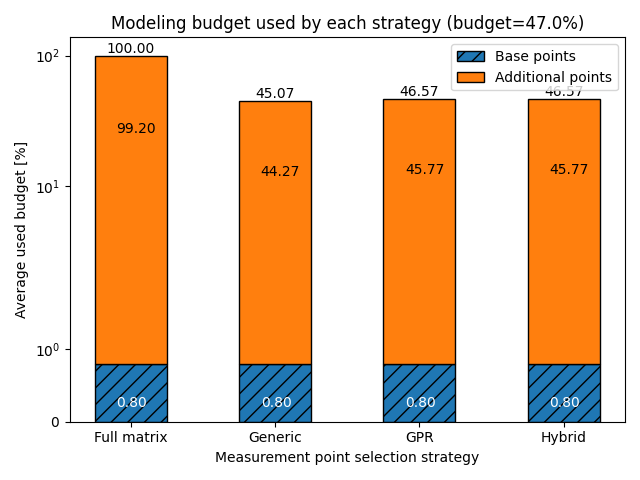 Modeling budget used by each strategy (budget=47.0%)
Base points
Additional points
100.00
45.07
46.57
46.57
99.20
44.27
45.77
45.77
0.80
0.80
0.80
0.80
Average used budget [%]
10²
10¹
10⁰
0
Full matrix
Generic
GPR
Hybrid
Measurement point selection strategy